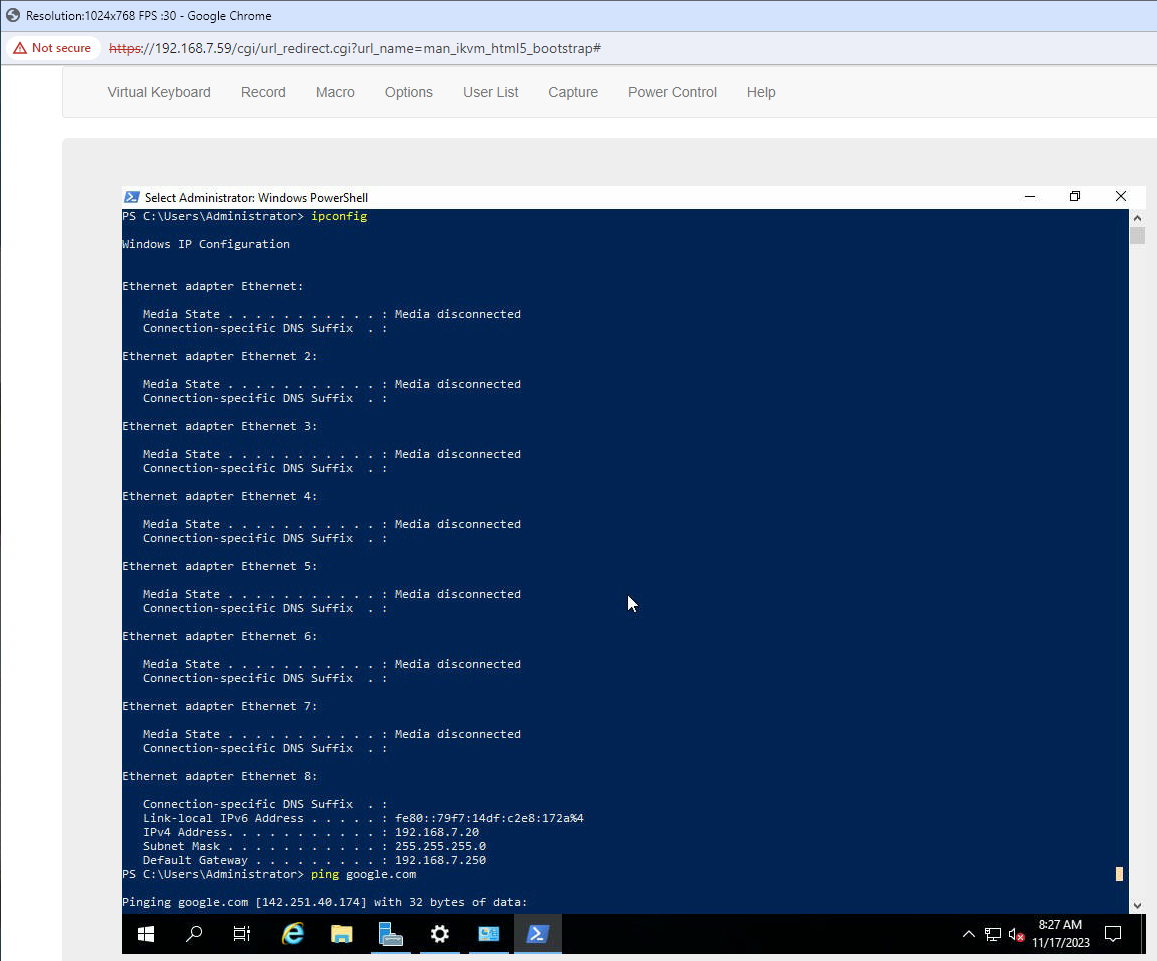 Resolution:1024x768 FPS :30 - Google Chrome
Not secure https://192.168.7.59/cgi/url_redirect.cgi?url_name=man_ikvm_html5_bootstrap#
Virtual Keyboard Record Macro Options User List Capture Power Control Help
Select Administrator: Windows PowerShell
PS C:\Users\Administrator> ipconfig
Windows IP Configuration
Ethernet adapter Ethernet:
Media State . . . . . . . . . . . : Media disconnected
Connection-specific DNS Suffix  . :
Ethernet adapter Ethernet 2:
Media State . . . . . . . . . . . : Media disconnected
Connection-specific DNS Suffix  . :
Ethernet adapter Ethernet 3:
Media State . . . . . . . . . . . : Media disconnected
Connection-specific DNS Suffix  . :
Ethernet adapter Ethernet 4:
Media State . . . . . . . . . . . : Media disconnected
Connection-specific DNS Suffix  . :
Ethernet adapter Ethernet 5:
Media State . . . . . . . . . . . : Media disconnected
Connection-specific DNS Suffix  . :
Ethernet adapter Ethernet 6:
Media State . . . . . . . . . . . : Media disconnected
Connection-specific DNS Suffix  . :
Ethernet adapter Ethernet 7:
Media State . . . . . . . . . . . : Media disconnected
Connection-specific DNS Suffix  . :
Ethernet adapter Ethernet 8:
Connection-specific DNS Suffix  . :
Link-local IPv6 Address . . . . . : fe80::79f7:14df:c2e8:172a%4
IPv4 Address. . . . . . . . . . . : 192.168.7.20
Subnet Mask . . . . . . . . . . . : 255.255.255.0
Default Gateway . . . . . . . . . : 192.168.7.250
PS C:\Users\Administrator> ping google.com
Pinging google.com [142.251.40.174] with 32 bytes of data:
8:27 AM
11/17/2023